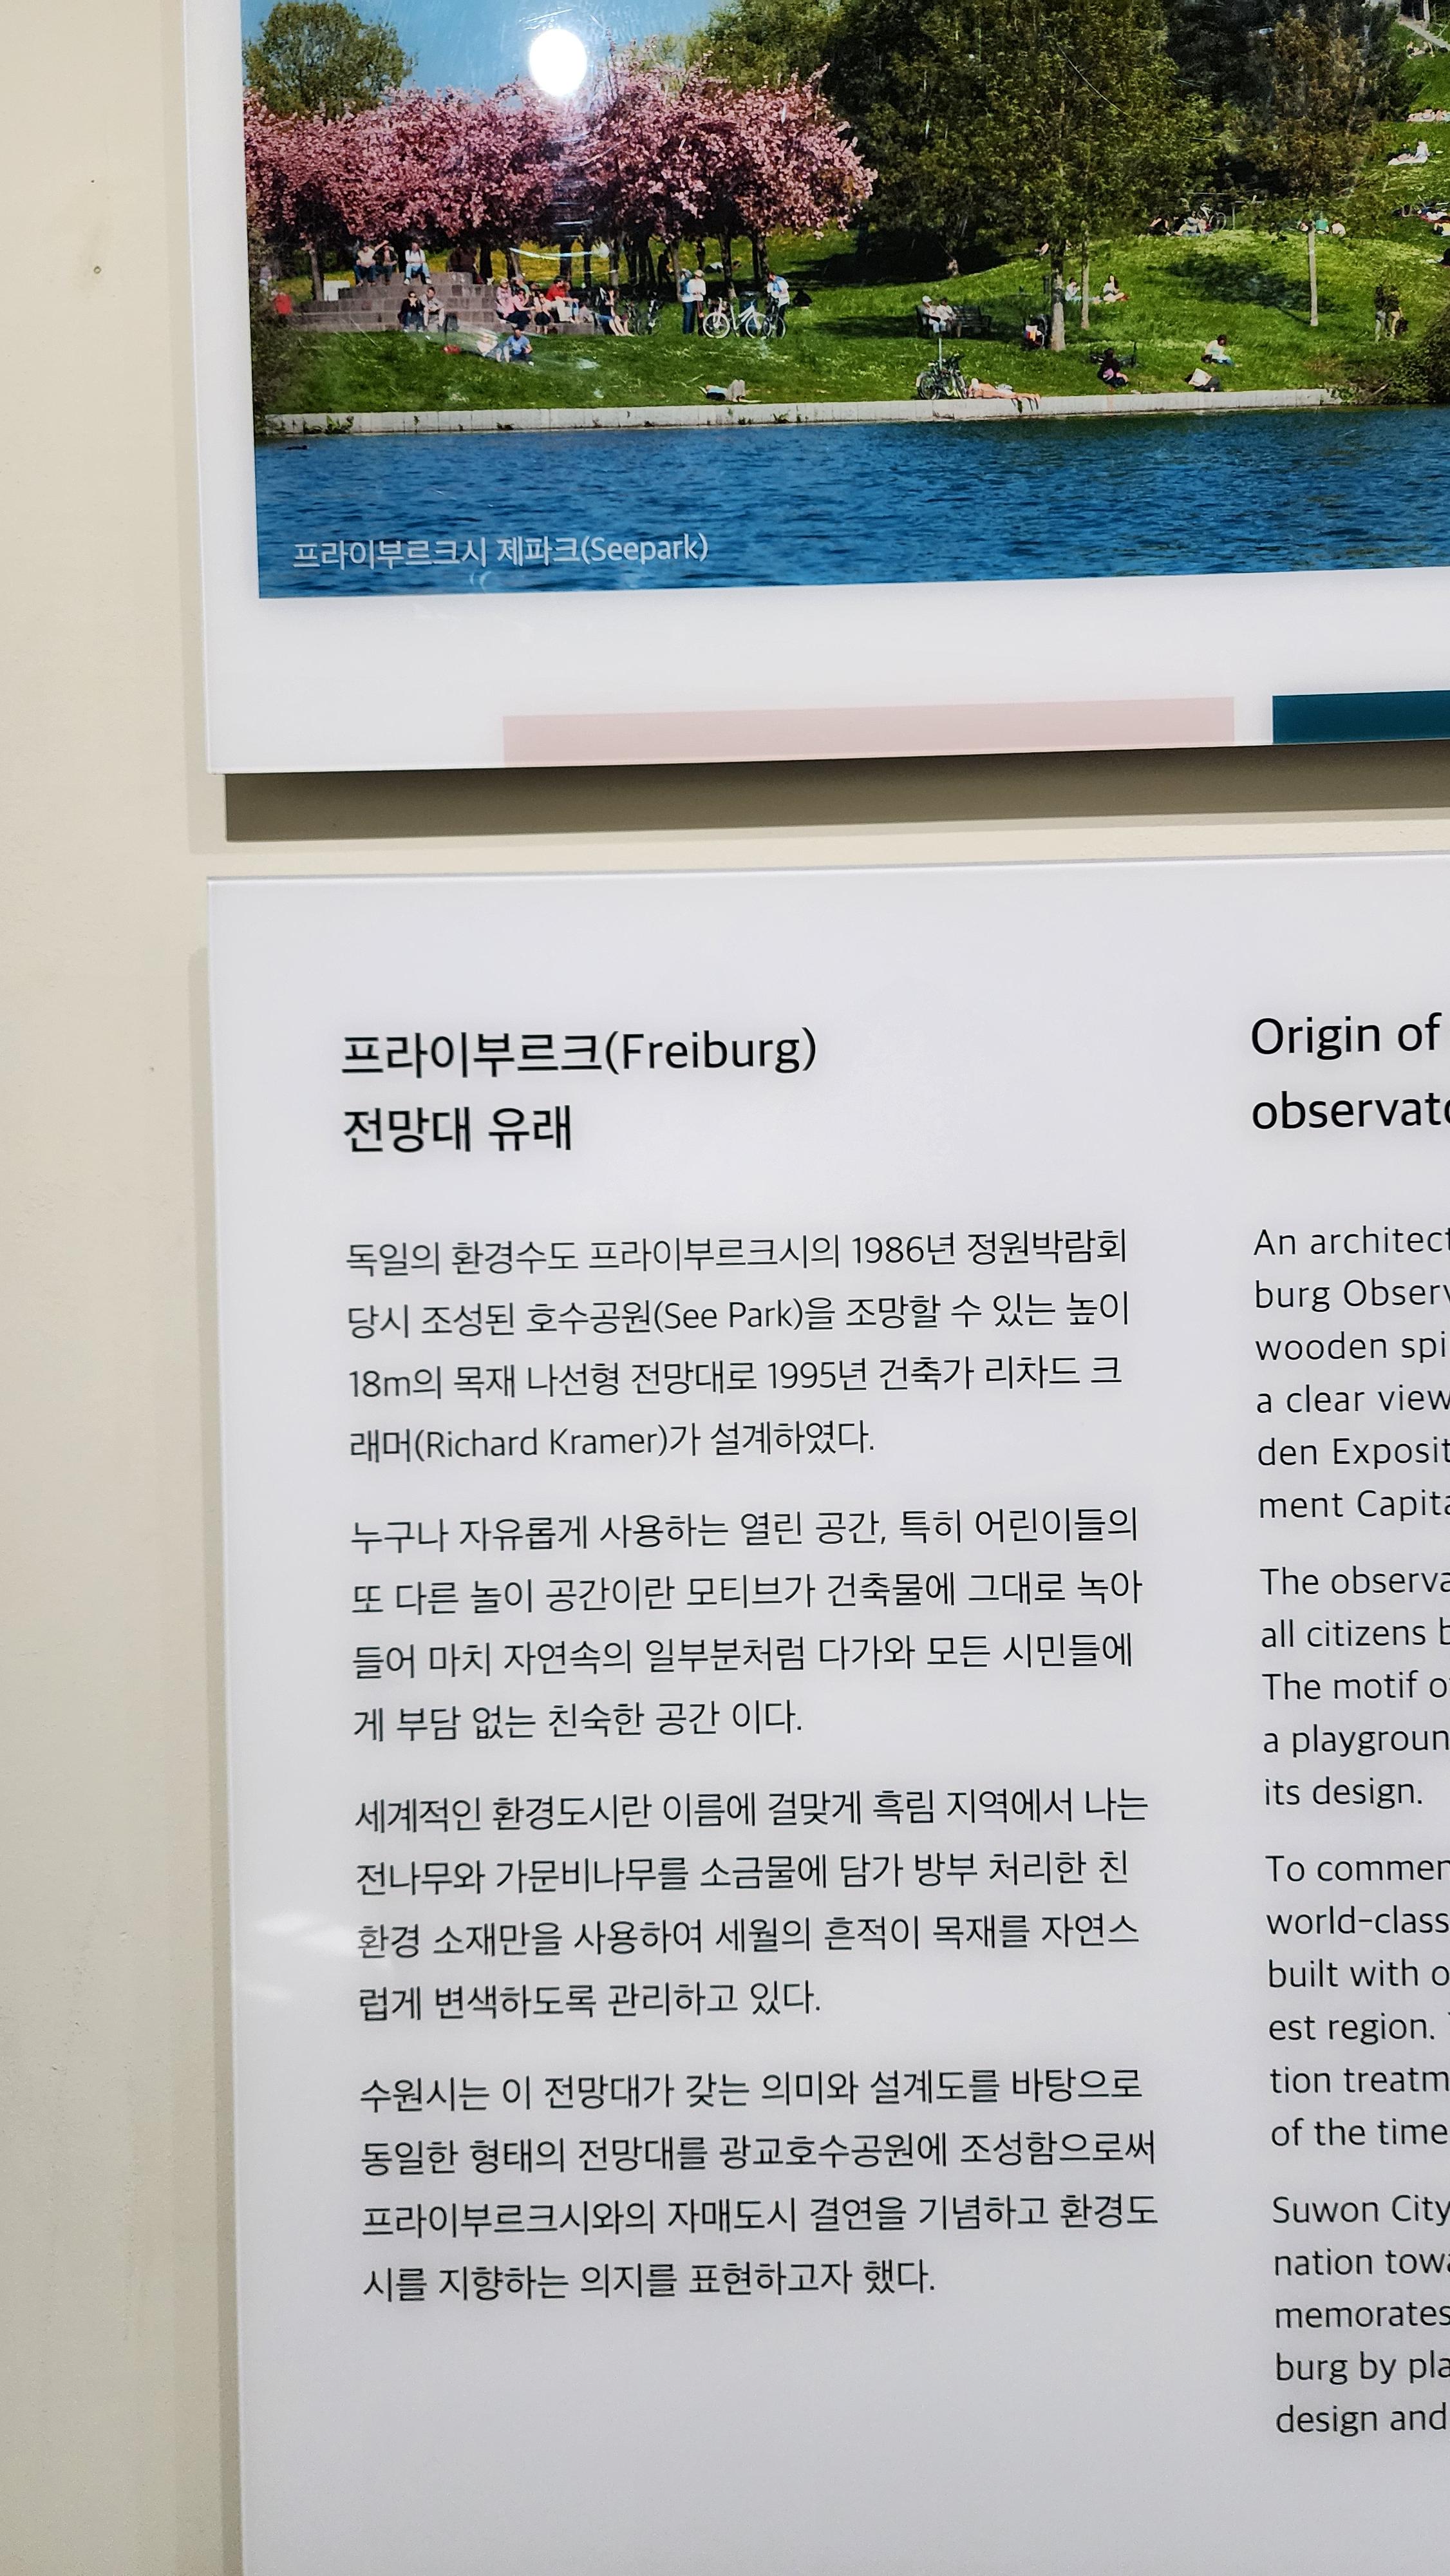 프라이부르크시 제파크(Seepark)
프라이부르크(Freiburg)
전망대 유래
독일의 환경수도 프라이부르크시의 1986년 정원박람회
당시 조성된 호수공원(See Park)을 조망할 수 있는 높이
18m의 목재 나선형 전망대로 1995년 건축가 리차드 크
래머(Richard Kramer)가 설계하였다.
누구나 자유롭게 사용하는 열린 공간, 특히 어린이들의
또 다른 놀이 공간이란 모티브가 건축물에 그대로 녹아
들어 마치 자연속의 일부분처럼 다가와 모든 시민들에
게 부담 없는 친숙한 공간 이다.
세계적인 환경도시란 이름에 걸맞게 흑림 지역에서 나는
전나무와 가문비나무를 소금물에 담가 방부 처리한 친
환경 소재만을 사용하여 세월의 흔적이 목재를 자연스
럽게 변색하도록 관리하고 있다.
수원시는 이 전망대가 갖는 의미와 설계도를 바탕으로
동일한 형태의 전망대를 광교호수공원에 조성함으로써
프라이부르크시와의 자매도시 결연을 기념하고 환경도
시를 지향하는 의지를 표현하고자 했다.
Origin of
observato
An architect
burg Observ
wooden spi
a clear view
den Exposit
ment Capita
The observa
all citizens b
The motif o
a playgroun
its design.
To commem
world-class
built with o
est region.
tion treatm
of the time
Suwon City
nation towa
memorates
burg by pla
design and